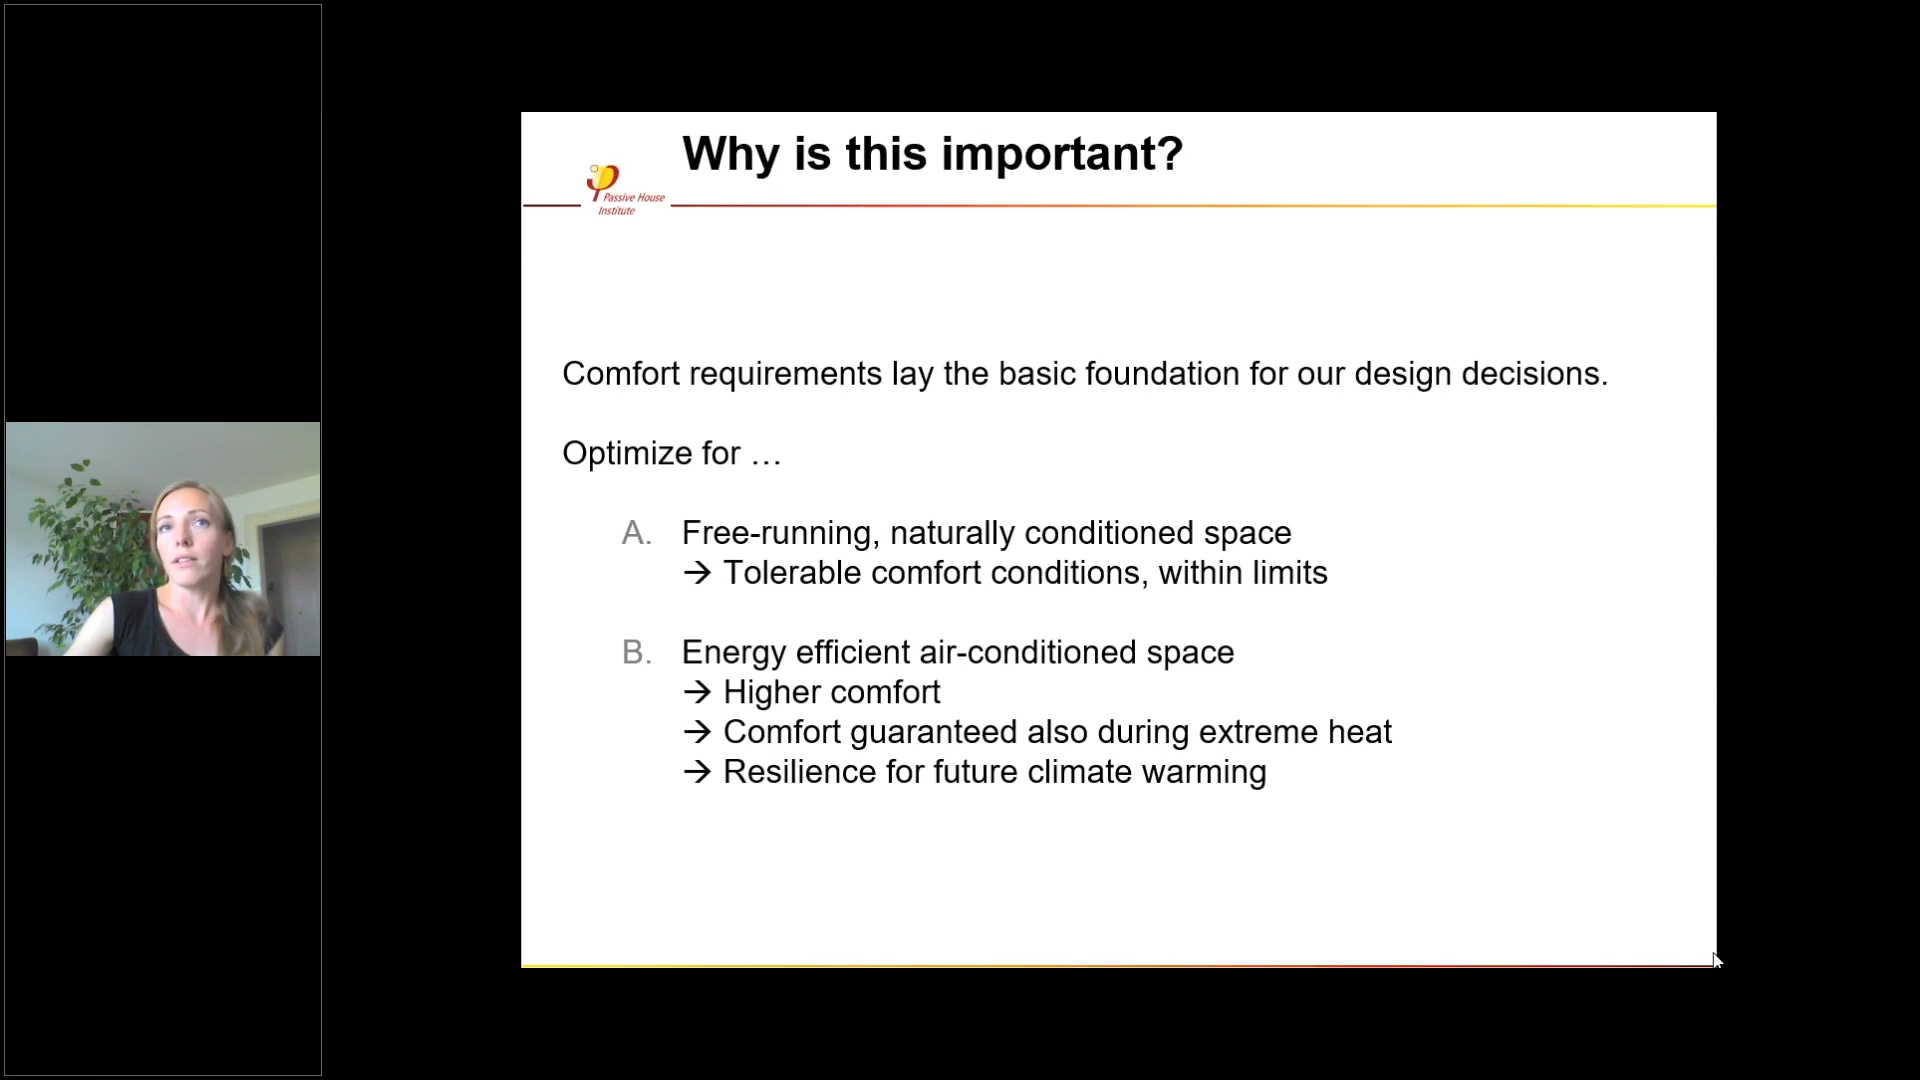 Why is this important?
Passive House
Institute
Comfort requirements lay the basic foundation for our design decisions.
Optimize for …
A. Free-running, naturally conditioned space
→ Tolerable comfort conditions, within limits
B. Energy efficient air-conditioned space
→ Higher comfort
→ Comfort guaranteed also during extreme heat
→ Resilience for future climate warming